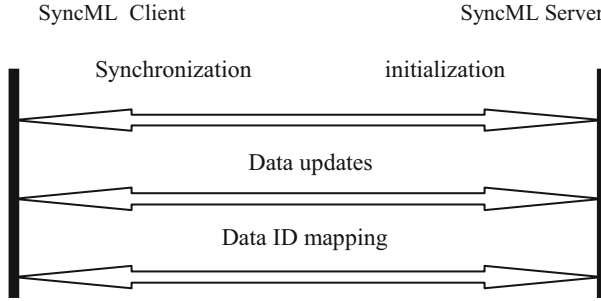 SyncML Client SyncML Server
Synchronization initialization
Data updates
Data ID mapping